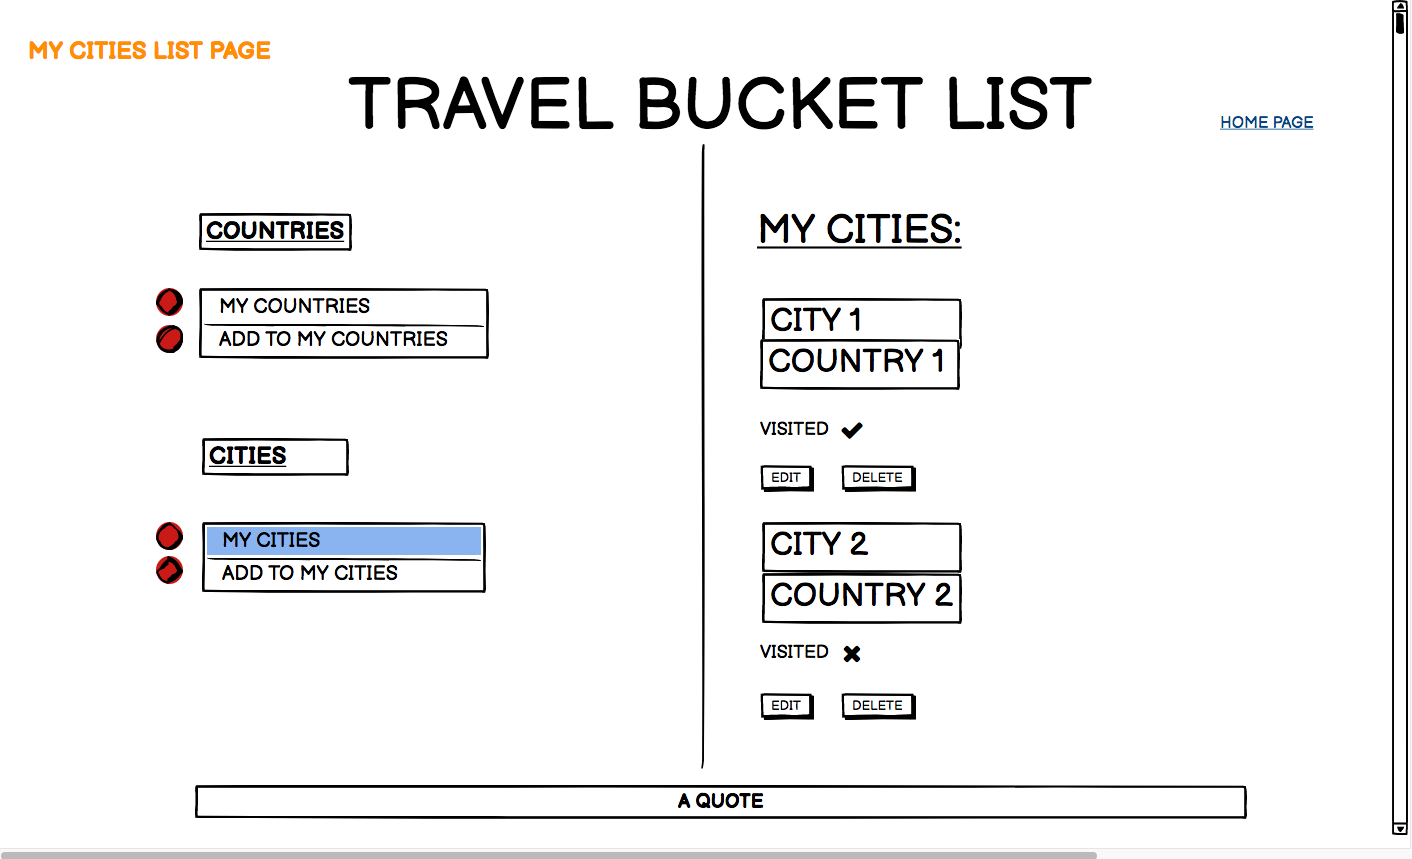 MY CITIES LIST PAGE
TRAVEL BUCKET LIST
HOME PAGE
COUNTRIES
MY COUNTRIES
ADD TO MY COUNTRIES
CITIES
MY CITIES
ADD TO MY CITIES
MY CITIES:
CITY 1
COUNTRY 1
VISITED
EDIT DELETE
CITY 2
COUNTRY 2
VISITED
EDIT DELETE
A QUOTE